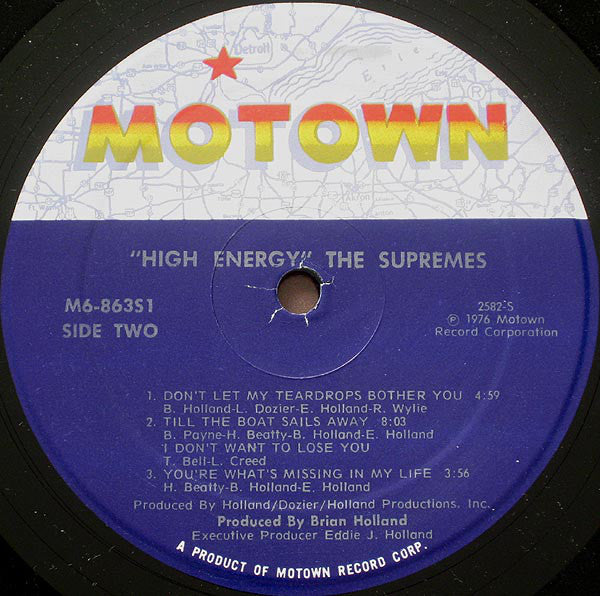 Detroit
Erie
MOTOWN®
Akron
"HIGH ENERGY" THE SUPREMES
M6-863S1
SIDE TWO
2582-S
℗ 1976 Motown
Record Corporation
1. DON'T LET MY TEARDROPS BOTHER YOU 4:59
B. Holland-L. Dozier-E. Holland-R. Wylie
2. TILL THE BOAT SAILS AWAY 8:03
B. Payne-H. Beatty-B. Holland-E. Holland
I DON'T WANT TO LOSE YOU
T. Bell-L. Creed
3. YOU'RE WHAT'S MISSING IN MY LIFE 3:56
H. Beatty-B. Holland-E. Holland
Produced By Holland/Dozier/Holland Productions. Inc.
Produced By Brian Holland
Executive Producer Eddie J. Holland
A PRODUCT OF MOTOWN RECORD CORP.